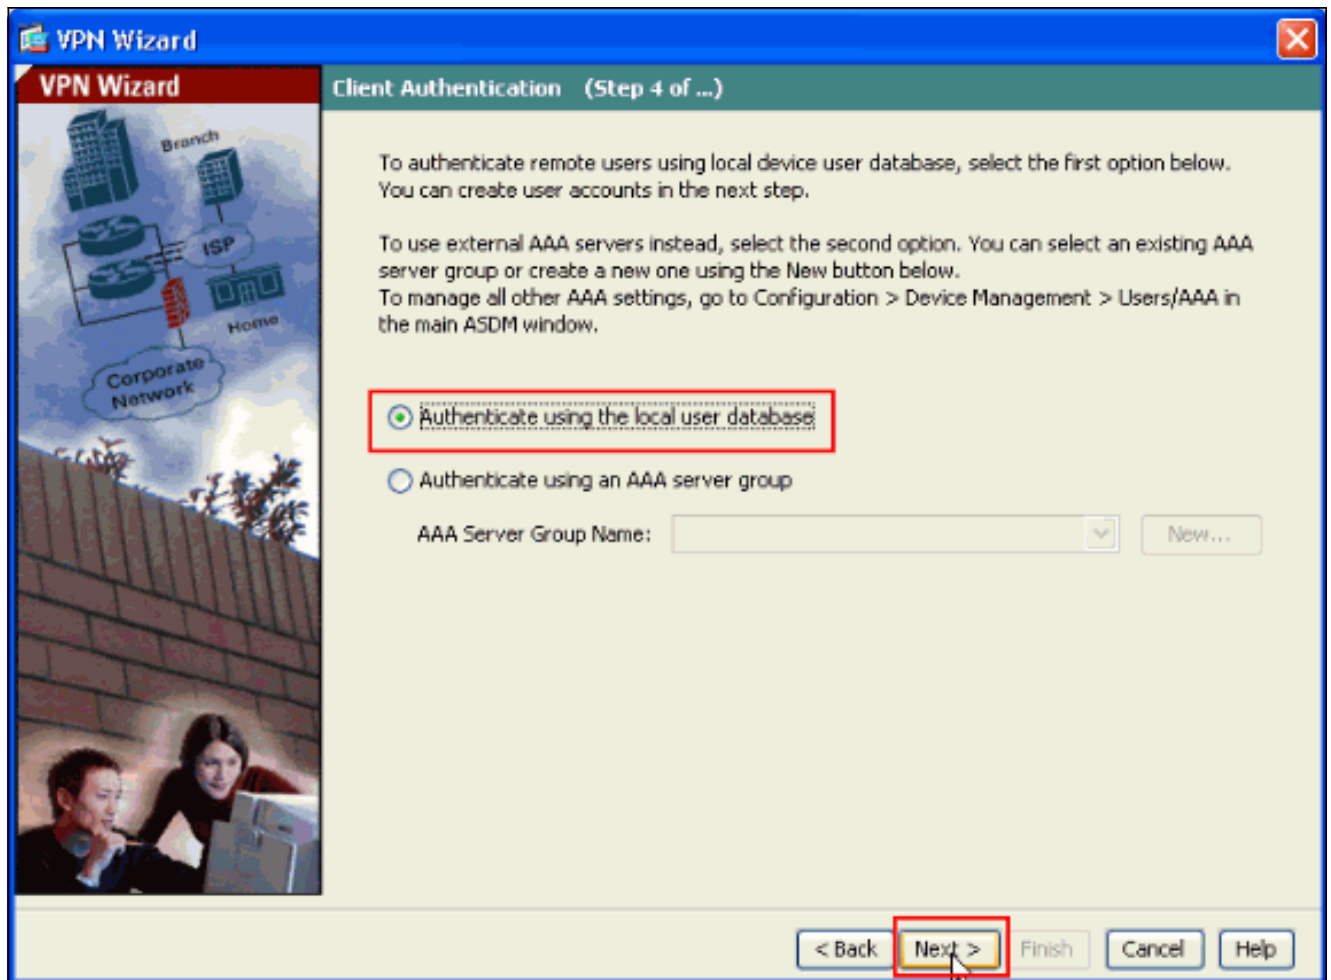 VPN Wizard
VPN Wizard
Client Authentication (Step 4 of ...)
Branch
ISP
Home
Corporate
Network
To authenticate remote users using local device user database, select the first option below.
You can create user accounts in the next step.
To use external AAA servers instead, select the second option. You can select an existing AAA
server group or create a new one using the New button below.
To manage all other AAA settings, go to Configuration > Device Management > Users/AAA in
the main ASDM window.
Authenticate using the local user database
Authenticate using an AAA server group
AAA Server Group Name:
New...
< Back Next > Finish Cancel Help